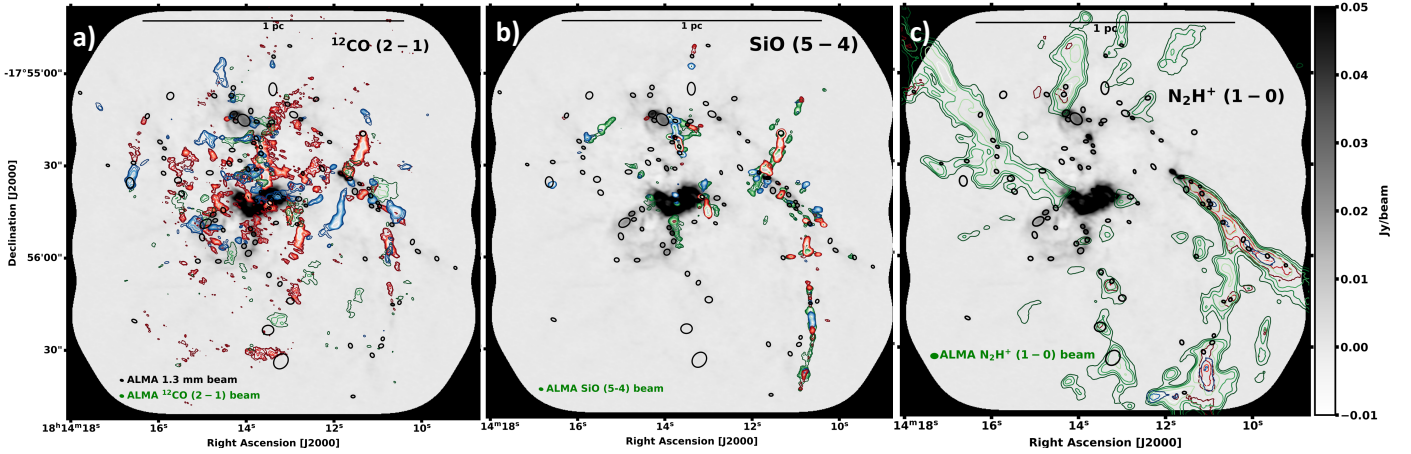 a)
1 pc
¹²CO (2 − 1)
ALMA 1.3 mm beam
ALMA ¹²CO (2 − 1) beam
-17°55'00"
30"
56'00"
30"
Declination [J2000]
18ʰ14ᵐ18ˢ
16ˢ
14ˢ
12ˢ
10ˢ
Right Ascension [J2000]
b)
1 pc
SiO (5 − 4)
ALMA SiO (5-4) beam
14ᵐ18ˢ
16ˢ
14ˢ
12ˢ
10ˢ
Right Ascension [J2000]
c)
1 pc
N₂H⁺ (1 − 0)
ALMA N₂H⁺ (1 − 0) beam
14ᵐ18ˢ
16ˢ
14ˢ
12ˢ
10ˢ
Right Ascension [J2000]
0.05
0.04
0.03
0.02
0.01
0.00
−0.01
Jy/beam